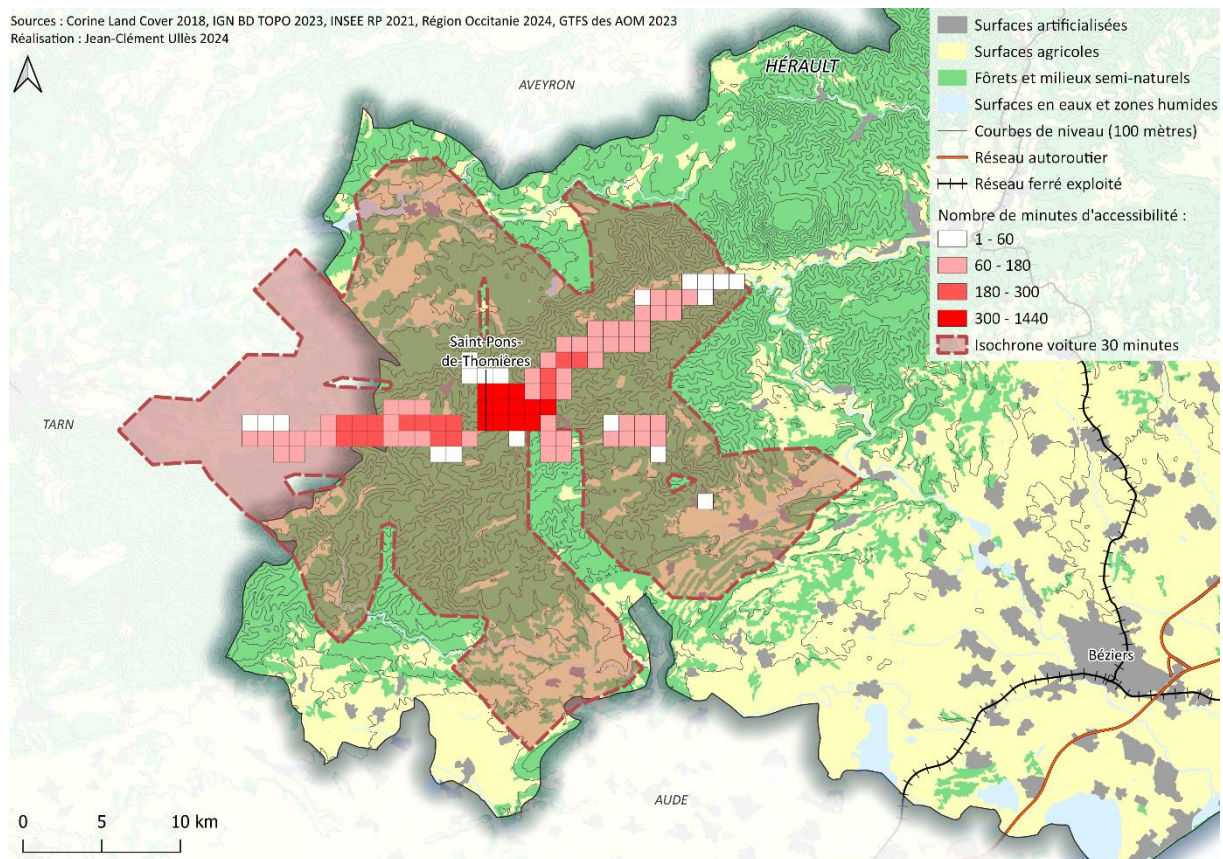 Sources : Corine Land Cover 2018, IGN BD TOPO 2023, INSEE RP 2021, Région Occitanie 2024, GTFS des AOM 2023
Réalisation : Jean-Clément Ullès 2024
HÉRAULT
AVEYRON
Saint-Pons-
de-Thomières
TARN
Béziers
AUDE
0 5 10 km
Surfaces artificialisées
Surfaces agricoles
Fôrets et milieux semi-naturels
Surfaces en eaux et zones humides
Courbes de niveau (100 mètres)
Réseau autoroutier
Réseau ferré exploité
Nombre de minutes d'accessibilité :
1 - 60
60 - 180
180 - 300
300 - 1440
Isochrone voiture 30 minutes